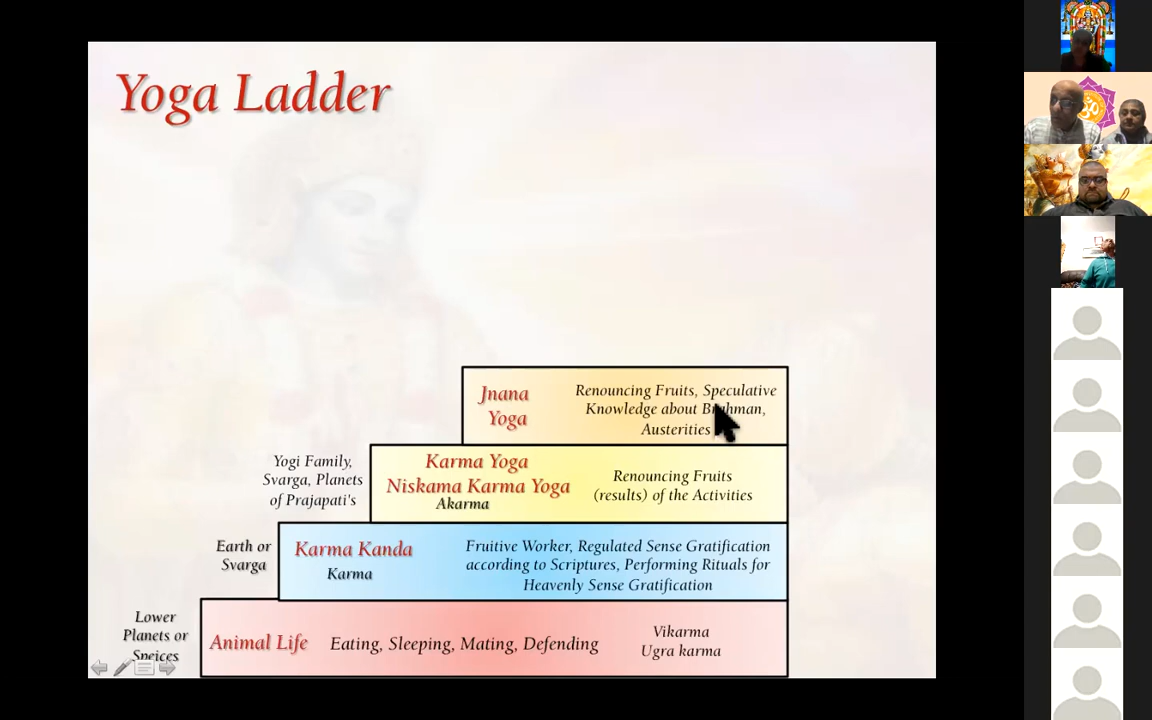 Yoga Ladder
Jnana
Yoga
Renouncing Fruits, Speculative
Knowledge about Brahman,
Austerities
Yogi Family,
Svarga, Planets
of Prajapati's
Karma Yoga
Niskama Karma Yoga
Akarma
Renouncing Fruits
(results) of the Activities
Earth or
Svarga
Karma Kanda
Karma
Fruitive Worker, Regulated Sense Gratification
according to Scriptures, Performing Rituals for
Heavenly Sense Gratification
Lower
Planets or
Speices
Animal Life
Eating, Sleeping, Mating, Defending
Vikarma
Ugra karma
ॐ